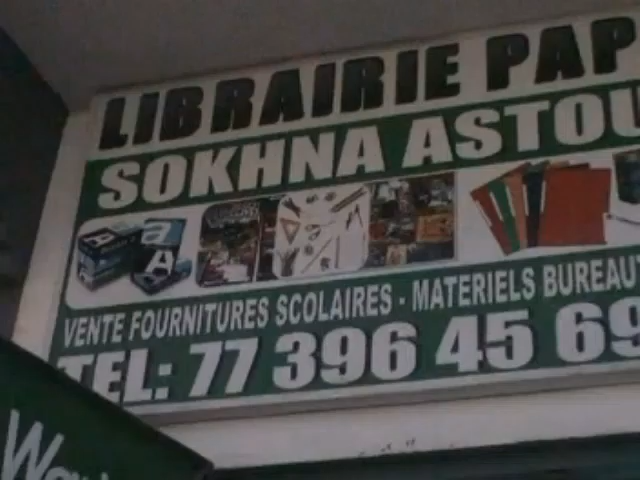 LIBRAIRIE PAP
SOKHNA ASTOU
VENTE FOURNITURES SCOLAIRES - MATERIELS BUREAUT
TEL: 77 396 45 69